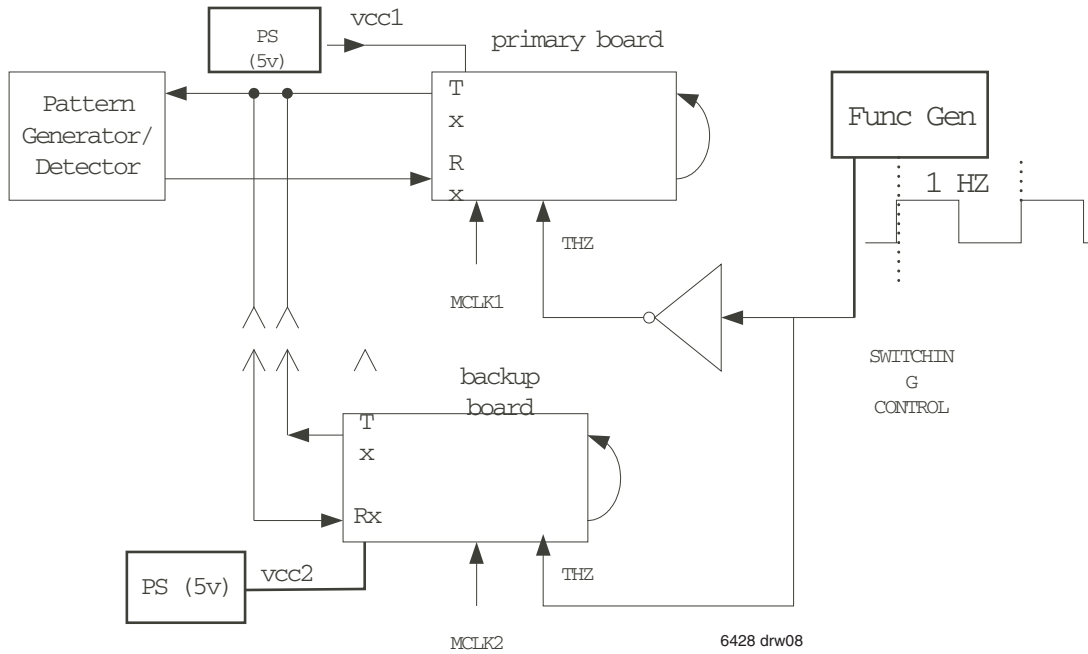 PS
(5v)
vcc1
primary board
Pattern
Generator/
Detector
T
x
R
x
Func Gen
1 HZ
THZ
MCLK1
SWITCHIN
G
CONTROL
backup
board
T
x
Rx
PS (5v)
vcc2
THZ
MCLK2
6428 drw08